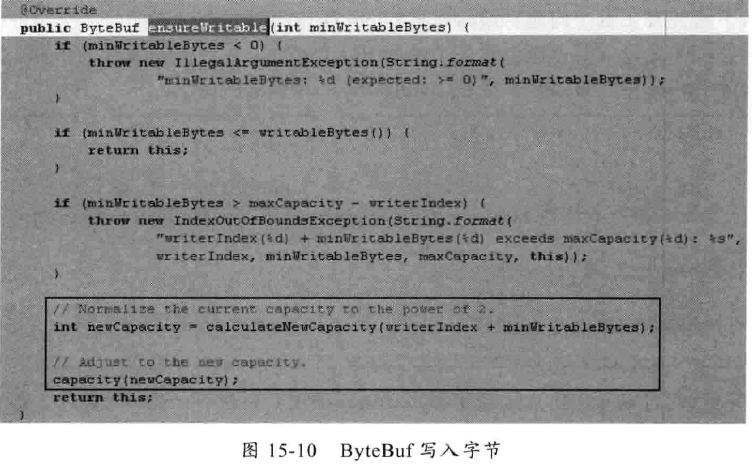 @Override
public ByteBuf ensureWritable(int minWritableBytes) {
if (minWritableBytes < 0) {
throw new IllegalArgumentException(String.format(
"minWritableBytes: %d (expected: >= 0)", minWritableBytes));
}
if (minWritableBytes <= writableBytes()) {
return this;
}
if (minWritableBytes > maxCapacity - writerIndex) {
throw new IndexOutOfBoundsException(String.format(
"writerIndex(%d) + minWritableBytes(%d) exceeds maxCapacity(%d): %s",
writerIndex, minWritableBytes, maxCapacity, this));
}
// Normalize the current capacity to the power of 2.
int newCapacity = calculateNewCapacity(writerIndex + minWritableBytes);
// Adjust to the new capacity.
capacity(newCapacity);
return this;
}
图 15-10 ByteBuf 写入字节